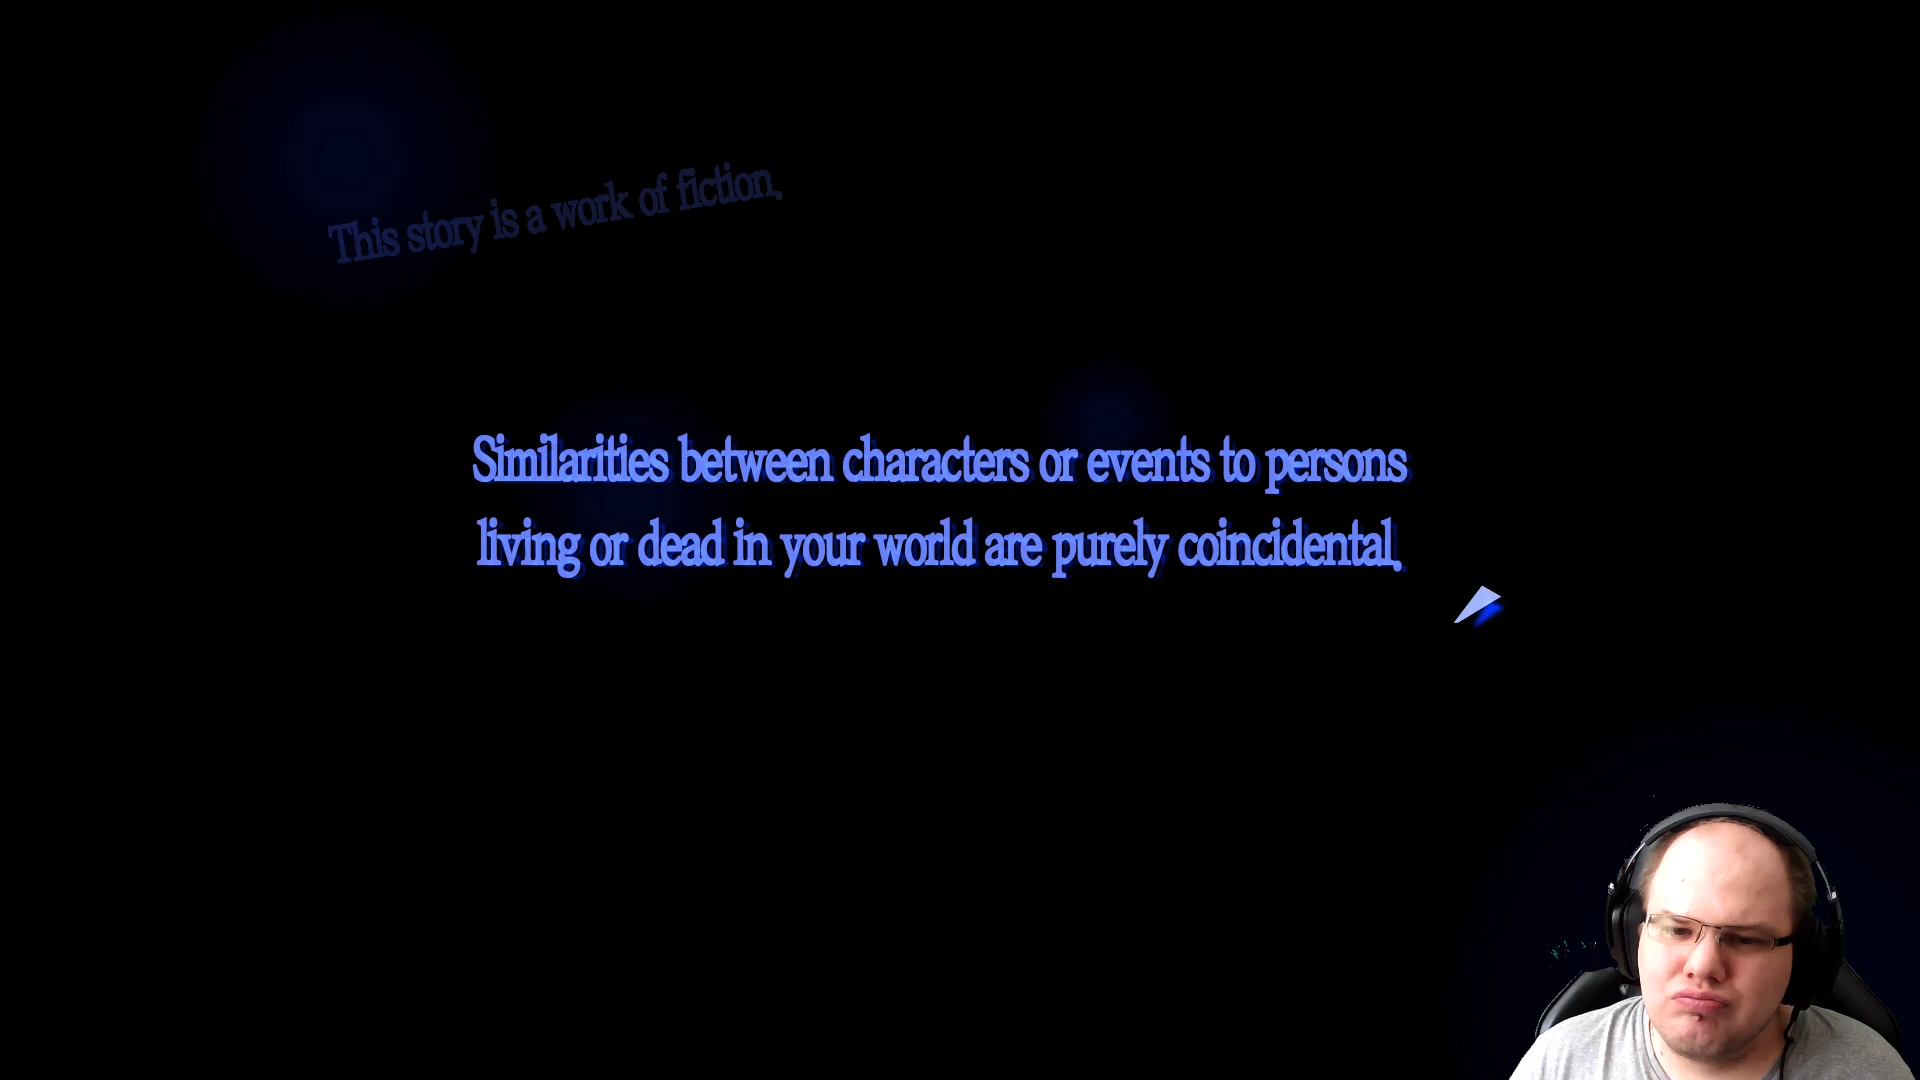 This story is a work of fiction.
Similarities between characters or events to persons
living or dead in your world are purely coincidental.